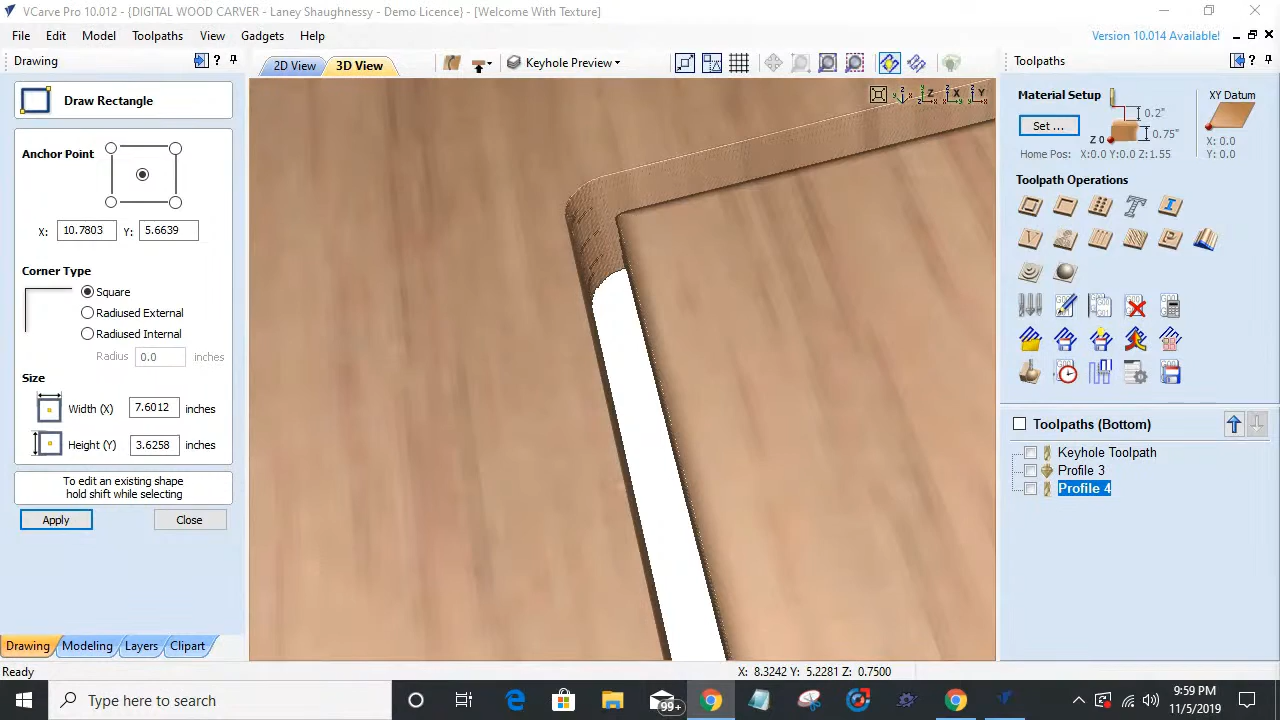 VCarve Pro 10.012 - {DIGITAL WOOD CARVER - Laney Shaughnessy - Demo Licence} - [Welcome With Texture]
File Edit Model Toolpaths View Gadgets Help
Version 10.014 Available!
Drawing
2D View 3D View
Keyhole Preview
Toolpaths
Draw Rectangle
Anchor Point
X: 10.7803 Y: 5.6639
Corner Type
Square
Radiused External
Radiused Internal
Radius 0.0 inches
Size
Width (X) 7.6012 inches
Height (Y) 3.6258 inches
To edit an existing shape
hold shift while selecting
Apply Close
Drawing Modeling Layers Clipart
Z X Y
Material Setup
Set ...
0.2"
Z 0
0.75"
XY Datum
X: 0.0
Y: 0.0
Home Pos: X:0.0 Y:0.0 Z:1.55
Toolpath Operations
Toolpaths (Bottom)
Keyhole Toolpath
Profile 3
Profile 4
Ready
X: 8.3242 Y: 5.2281 Z: 0.7500
Type here to search
99+
9:59 PM
11/5/2019